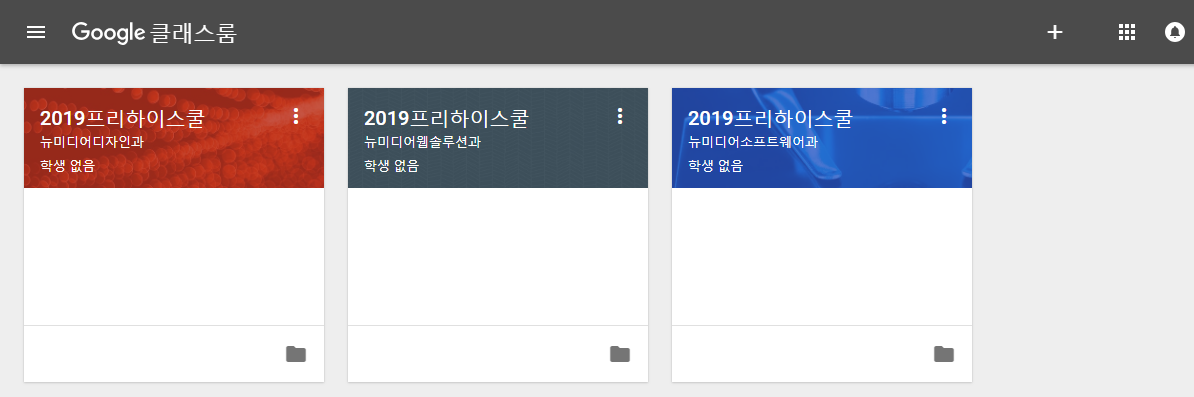 Google 클래스룸
2019프리하이스쿨
뉴미디어디자인과
학생 없음
2019프리하이스쿨
뉴미디어웹솔루션과
학생 없음
2019프리하이스쿨
뉴미디어소프트웨어과
학생 없음